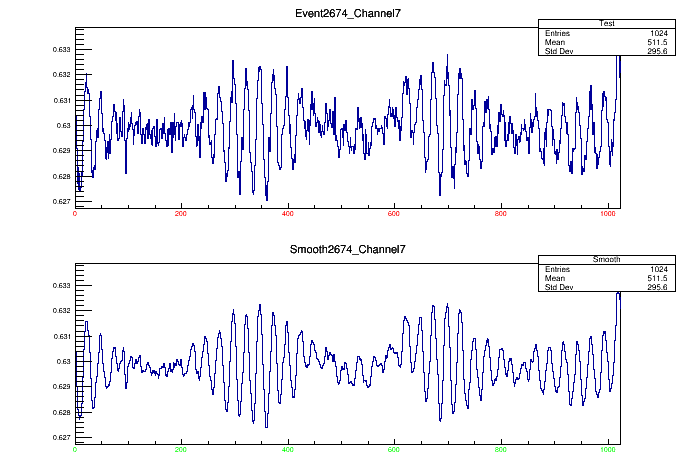 Event2674_Channel7
Test
Entries 1024
Mean 511.5
Std Dev 295.6
0.633
0.632
0.631
0.63
0.629
0.628
0.627
0 200 400 600 800 1000
Smooth2674_Channel7
Smooth
Entries 1024
Mean 511.5
Std Dev 295.6
0.633
0.632
0.631
0.63
0.629
0.628
0.627
0 200 400 600 800 1000